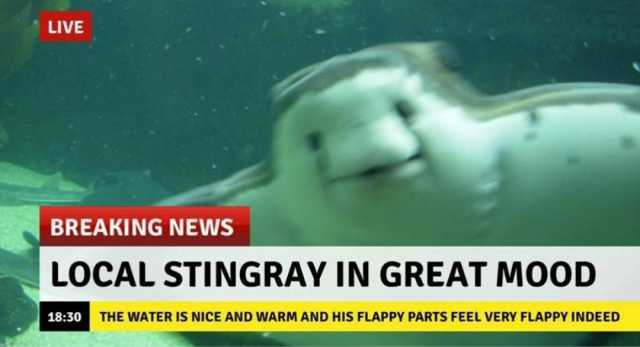 LIVE
BREAKING NEWS
LOCAL STINGRAY IN GREAT MOOD
18:30 THE WATER IS NICE AND WARM AND HIS FLAPPY PARTS FEEL VERY FLAPPY INDEED